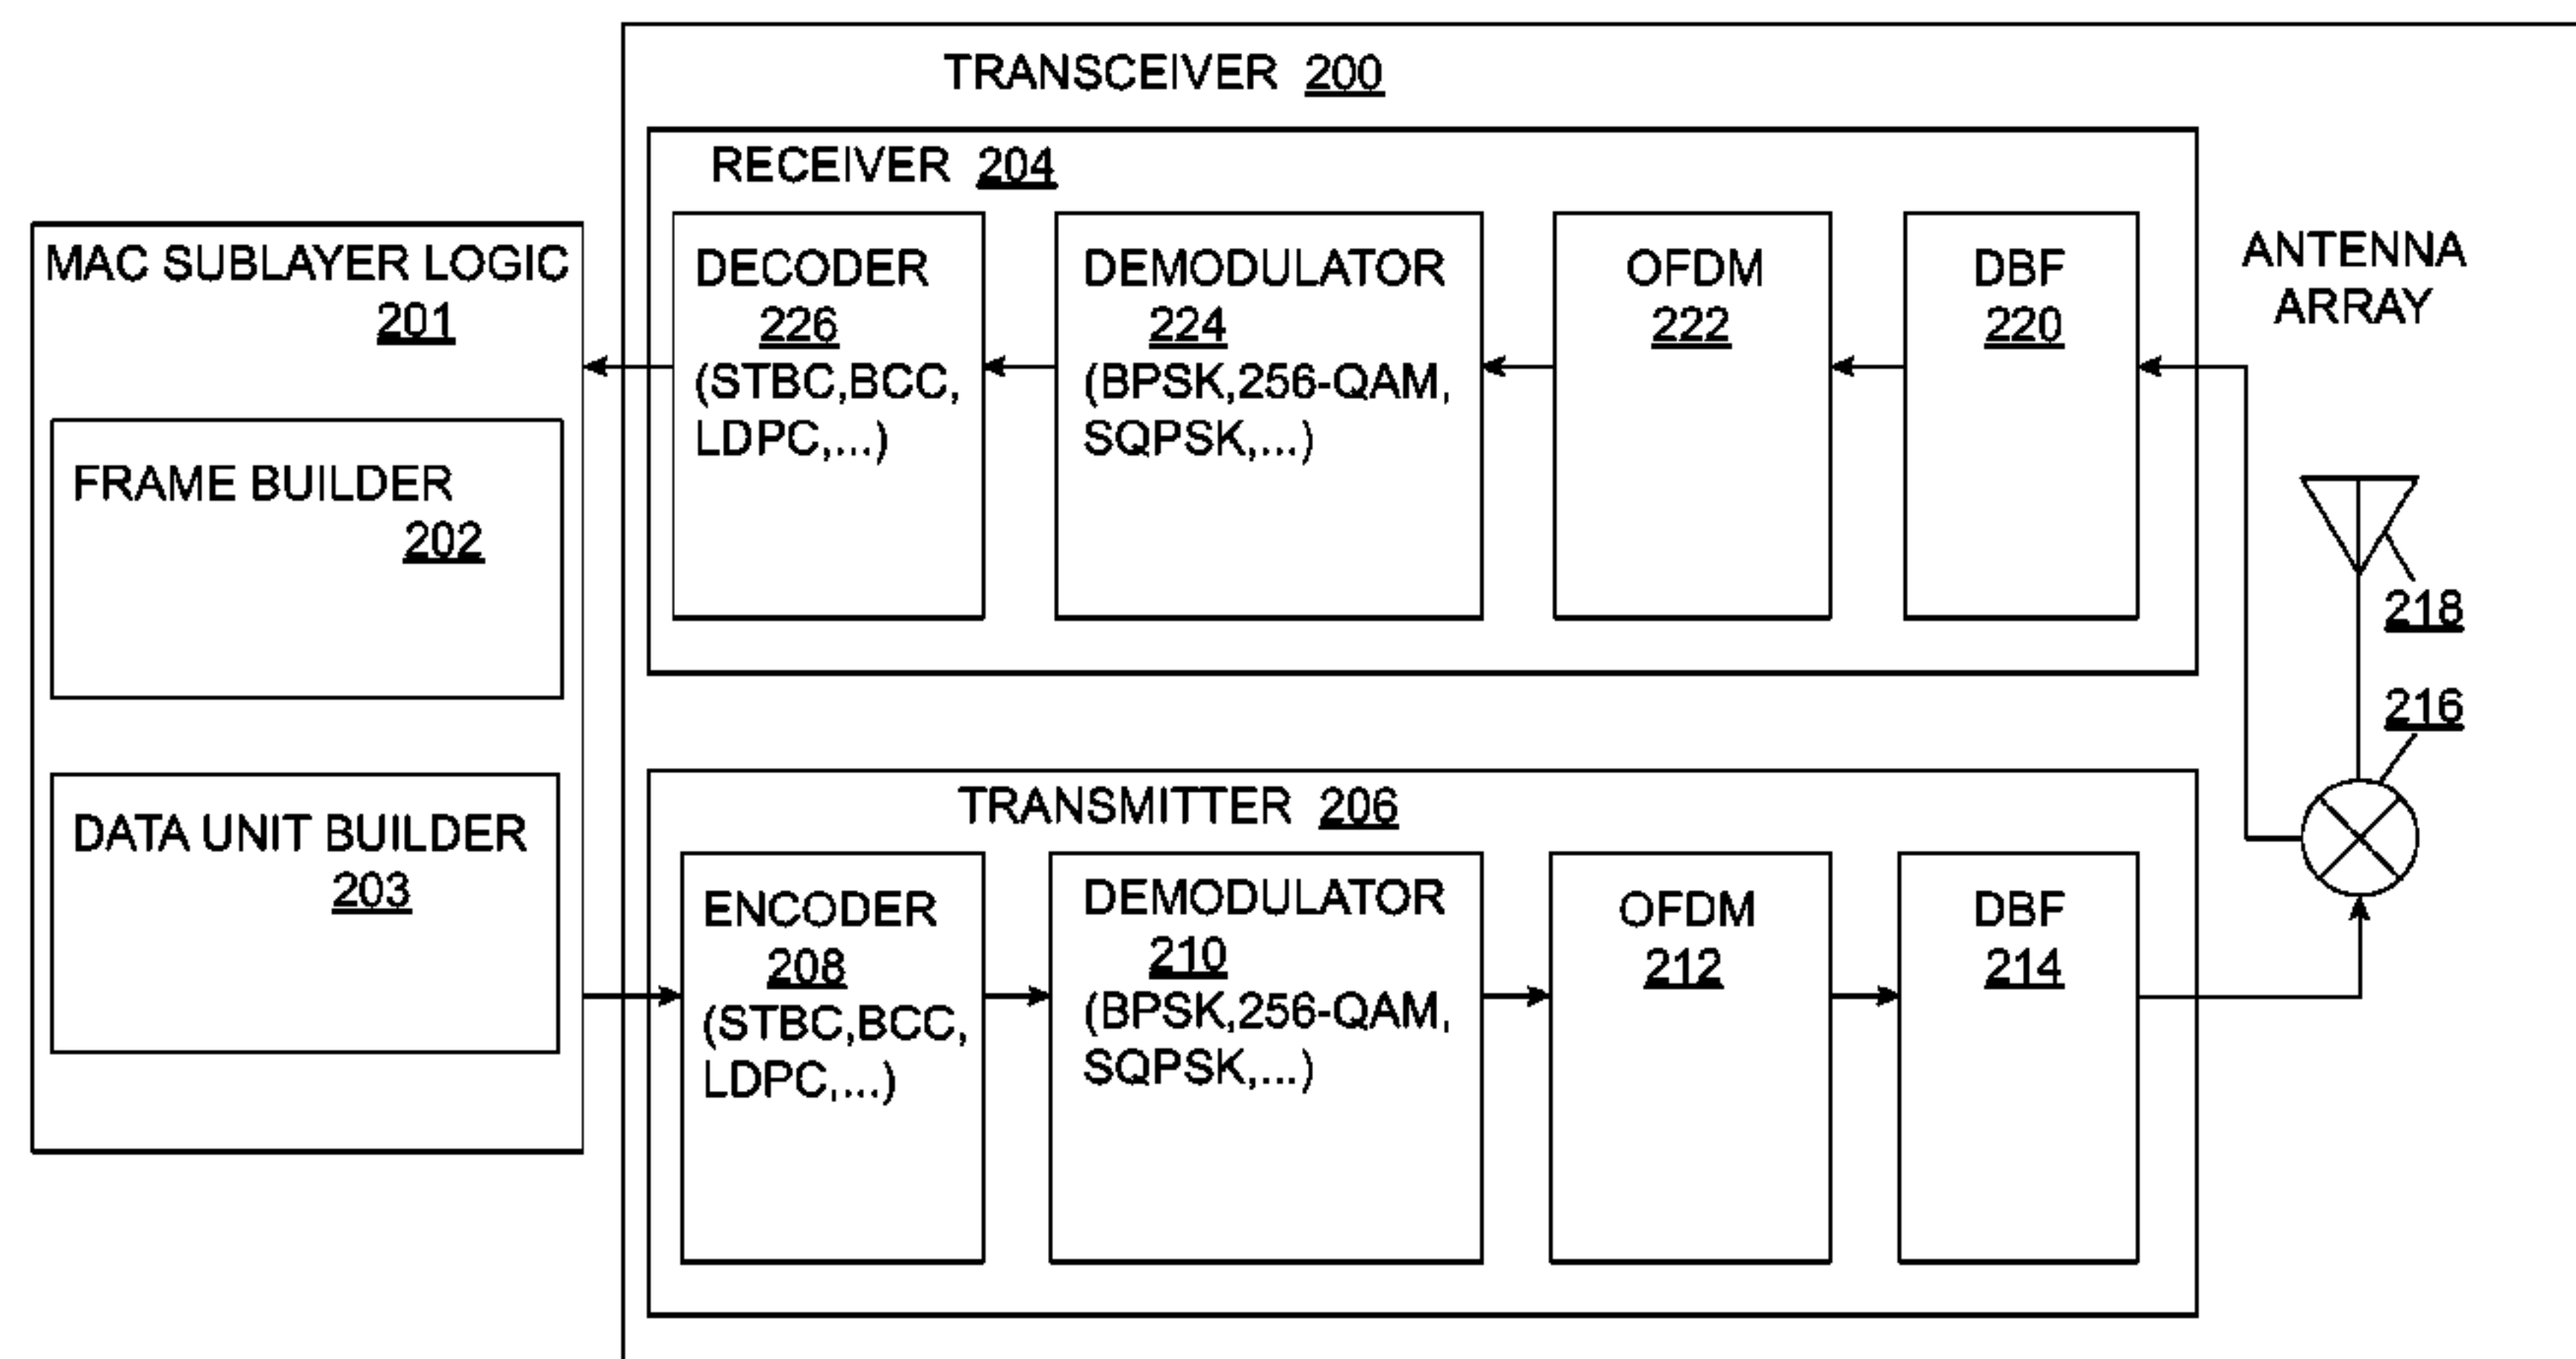 TRANSCEIVER 200
RECEIVER 204
MAC SUBLAYER LOGIC
201
FRAME BUILDER
202
DATA UNIT BUILDER
203
DECODER
226
(STBC,BCC,
LDPC,...)
DEMODULATOR
224
(BPSK,256-QAM,
SQPSK,...)
OFDM
222
DBF
220
ANTENNA
ARRAY
218
216
TRANSMITTER 206
ENCODER
208
(STBC,BCC,
LDPC,...)
DEMODULATOR
210
(BPSK,256-QAM,
SQPSK,...)
OFDM
212
DBF
214